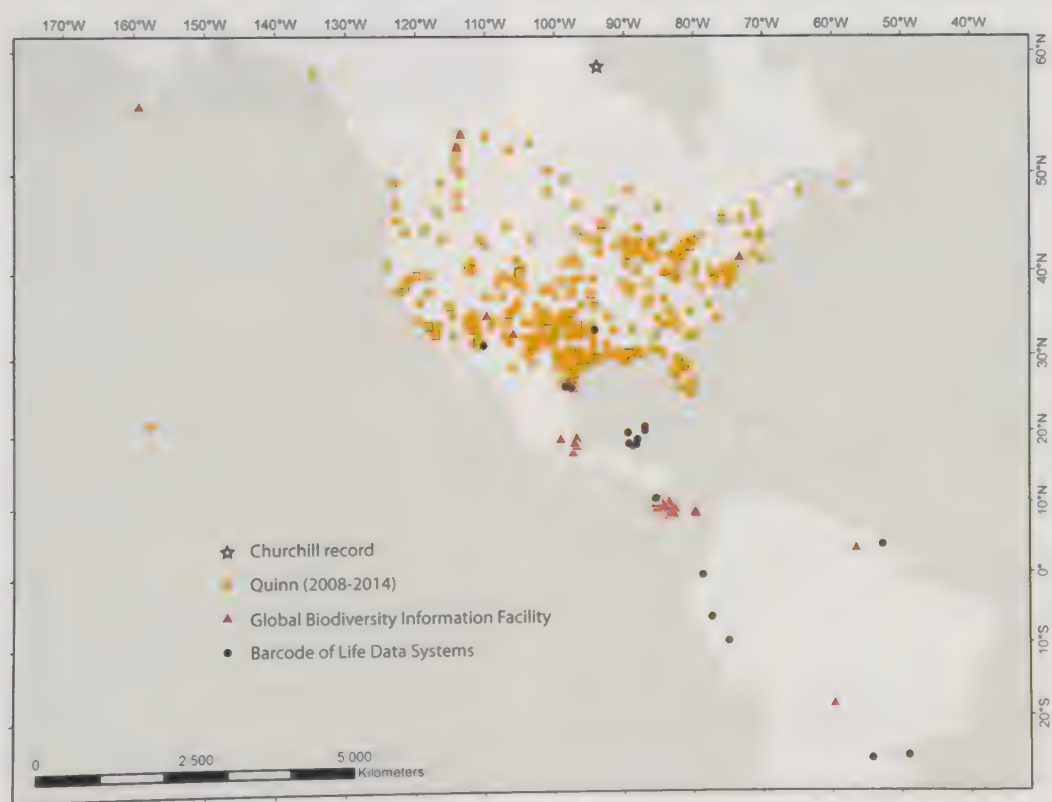 170°W 160°W 150°W 140°W 130°W 120°W 110°W 100°W 90°W 80°W 70°W 60°W 50°W 40°W
60°N
50°N
40°N
30°N
20°N
10°N
0°
10°S
20°S
Churchill record
Quinn (2008-2014)
Global Biodiversity Information Facility
Barcode of Life Data Systems
0 2 500 5 000
Kilometers